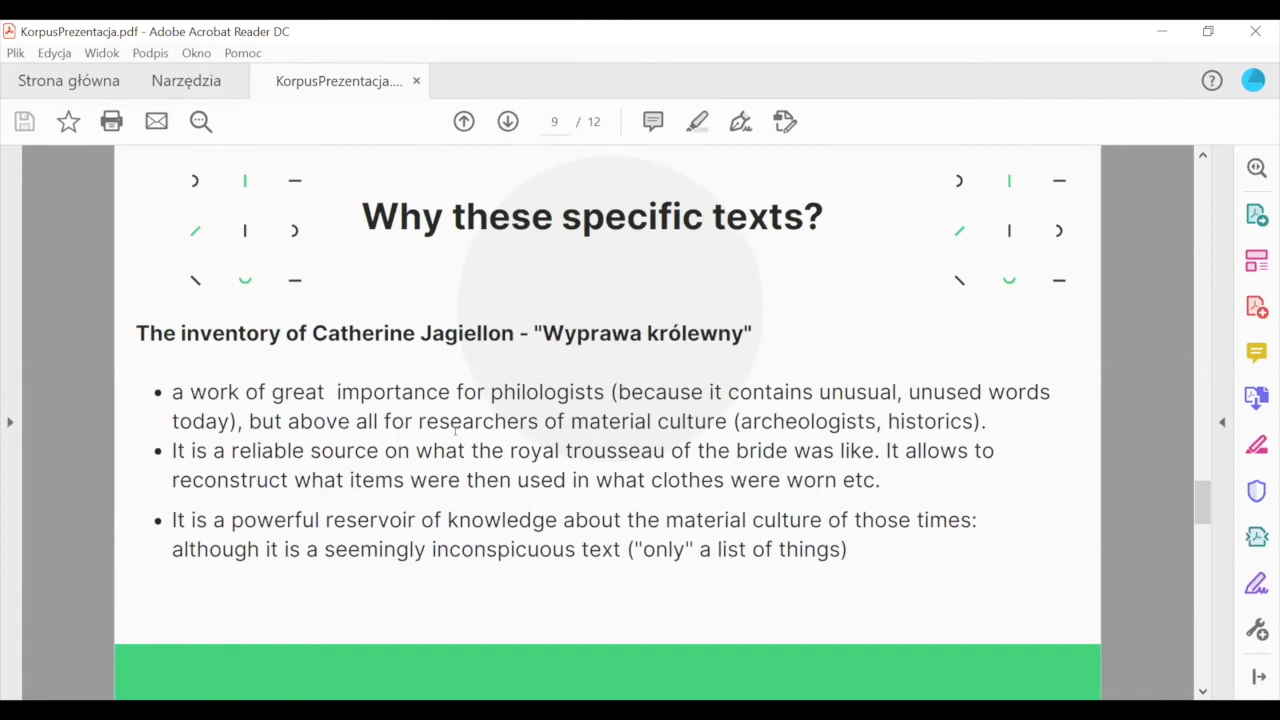 KorpusPrezentacja.pdf - Adobe Acrobat Reader DC
Plik Edycja Widok Podpis Okno Pomoc
Strona główna Narzędzia KorpusPrezentacja....
9 / 12
Why these specific texts?
The inventory of Catherine Jagiellon - "Wyprawa królewny"
• a work of great importance for philologists (because it contains unusual, unused words
today), but above all for researchers of material culture (archeologists, historics).
• It is a reliable source on what the royal trousseau of the bride was like. It allows to
reconstruct what items were then used in what clothes were worn etc.
• It is a powerful reservoir of knowledge about the material culture of those times:
although it is a seemingly inconspicuous text ("only" a list of things)